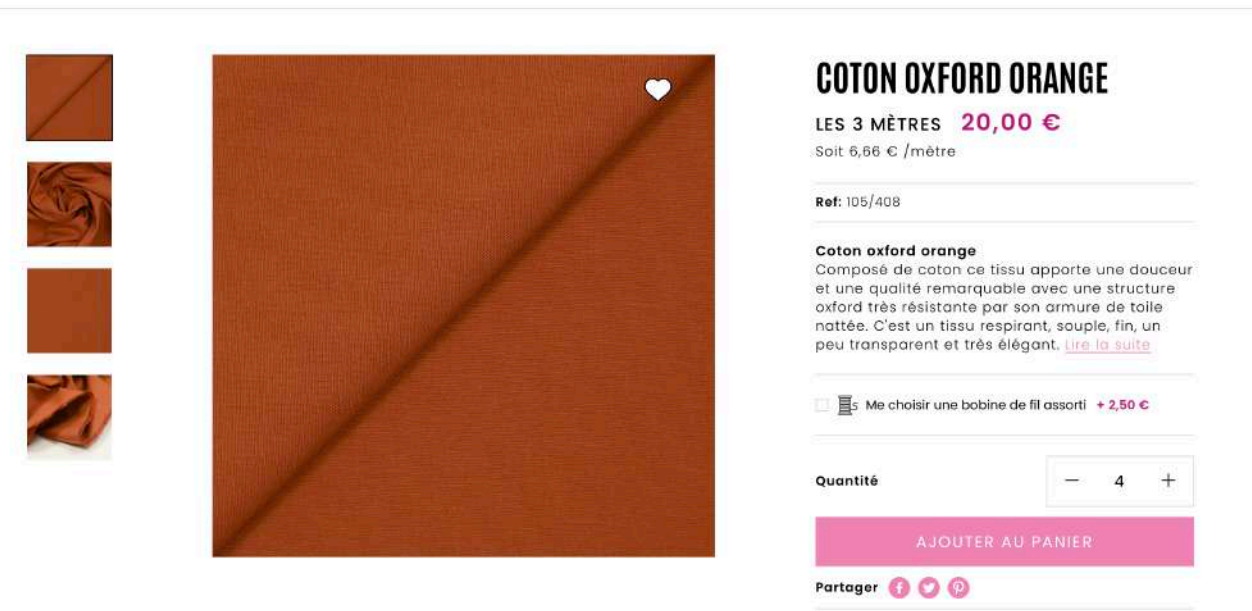 COTON OXFORD ORANGE
LES 3 MÈTRES 20,00 €
Soit 6,66 € /mètre
Ref: 105/408
Coton oxford orange
Composé de coton ce tissu apporte une douceur
et une qualité remarquable avec une structure
oxford très résistante par son armure de toile
nattée. C'est un tissu respirant, souple, fin, un
peu transparent et très élégant. Lire la suite
Me choisir une bobine de fil assorti + 2,50 €
Quantité − 4 +
AJOUTER AU PANIER
Partager